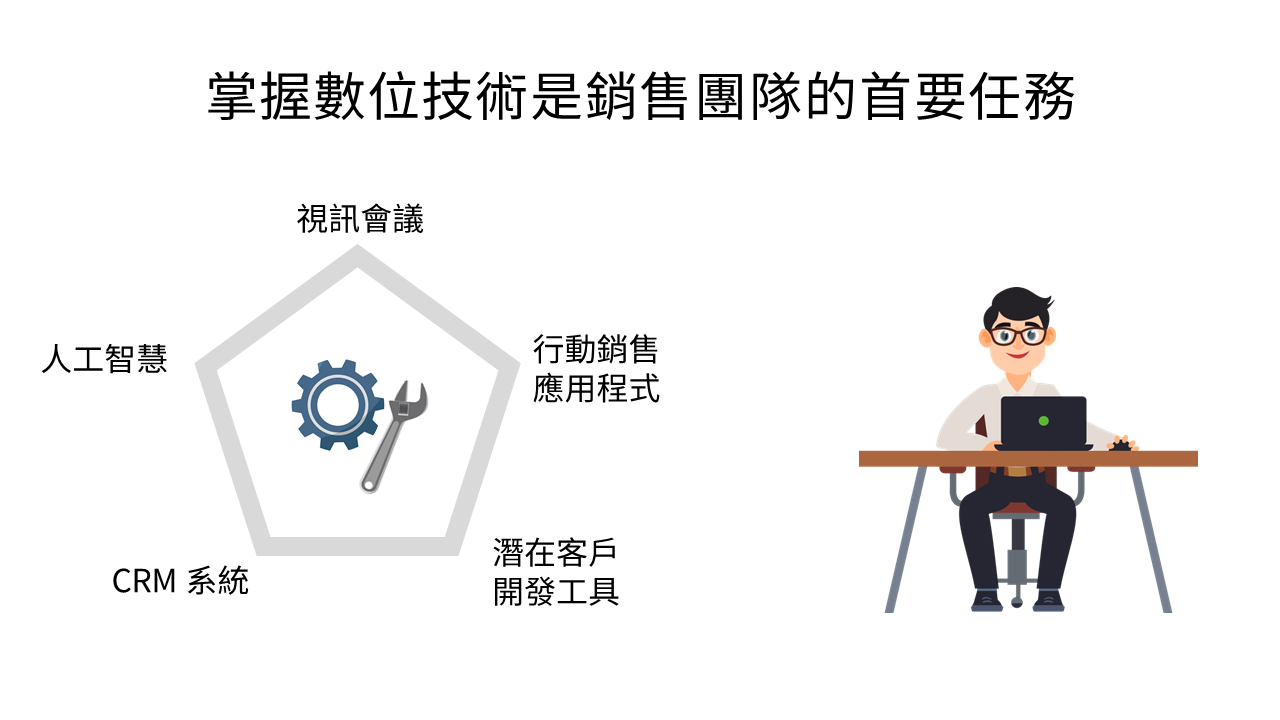 掌握數位技術是銷售團隊的首要任務
視訊會議
人工智慧
行動銷售
應用程式
CRM 系統
潛在客戶
開發工具